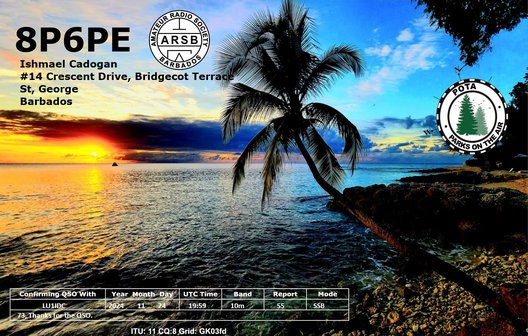 8P6PE
AMATEUR RADIO SOCIETY
ARSB
BARBADOS
Ishmael Cadogan
#14 Crescent Drive, Bridgecot Terrace
St, George
Barbados
POTA
PARKS ON THE AIR
Confirming QSO With Year Month Day UTC Time Band Report Mode
LU1IDC 2024 11 24 19:59 10m 55 SSB
73, Thanks for the QSO.
ITU: 11 CQ:8 Grid: GK03fd